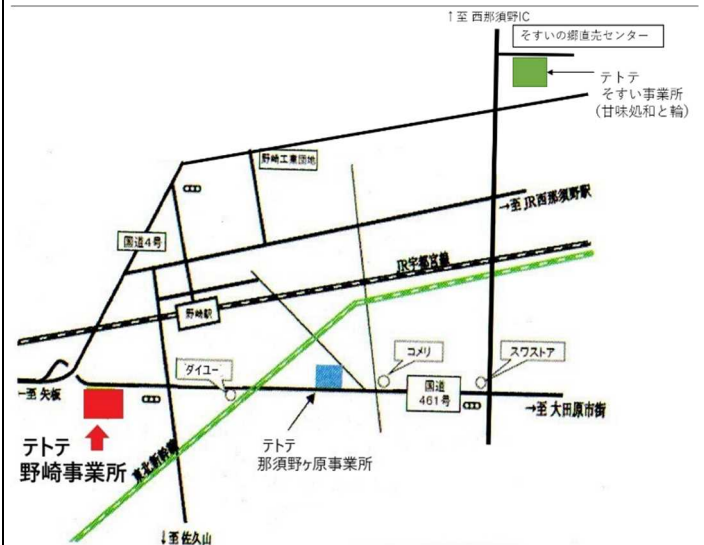 ↑至 西那須野IC
そすいの郷直売センター
テトテ
そすい事業所
(甘味処和と輪)
野崎工業団地
→至JR西那須野駅
国道4号
JR宇都宮線
野崎駅
コメリ
スワストア
ダイユー
国道
461号
←至 矢板
→至 大田原市街
テトテ
野崎事業所
テトテ
那須野ヶ原事業所
東北新幹線
↓至 佐久山